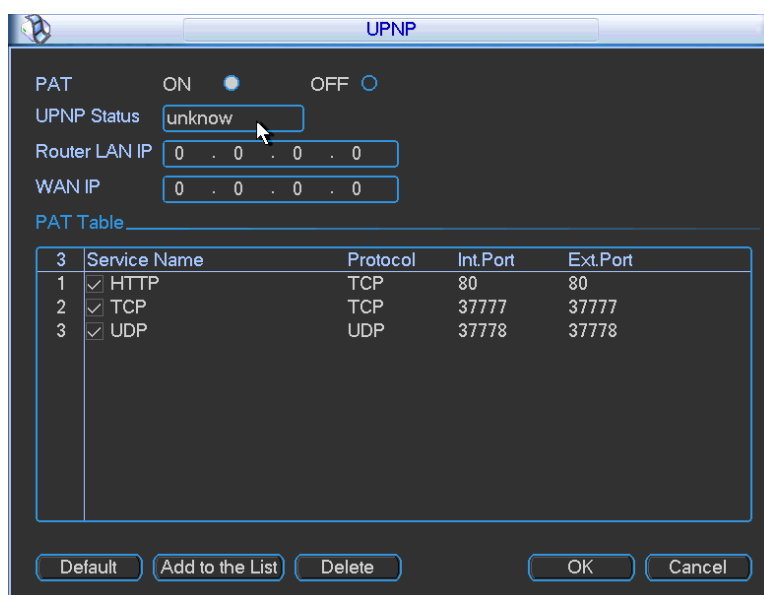 UPNP
PAT ON OFF
UPNP Status unknow
Router LAN IP 0 . 0 . 0 . 0
WAN IP 0 . 0 . 0 . 0
PAT Table
3 Service Name Protocol Int.Port Ext.Port
1 HTTP TCP 80 80
2 TCP TCP 37777 37777
3 UDP UDP 37778 37778
Default Add to the List Delete OK Cancel